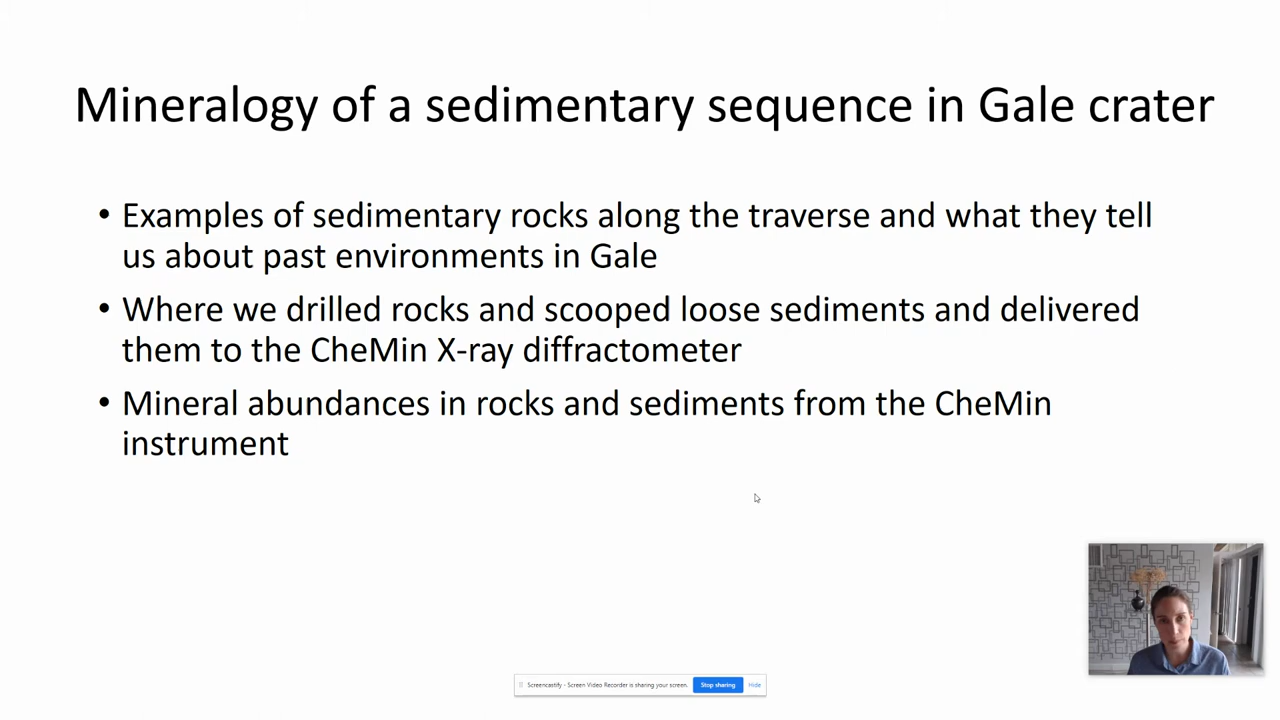 Mineralogy of a sedimentary sequence in Gale crater
• Examples of sedimentary rocks along the traverse and what they tell
us about past environments in Gale
• Where we drilled rocks and scooped loose sediments and delivered
them to the CheMin X-ray diffractometer
• Mineral abundances in rocks and sediments from the CheMin
instrument
Screencastify - Screen Video Recorder is sharing your screen. Stop sharing Hide